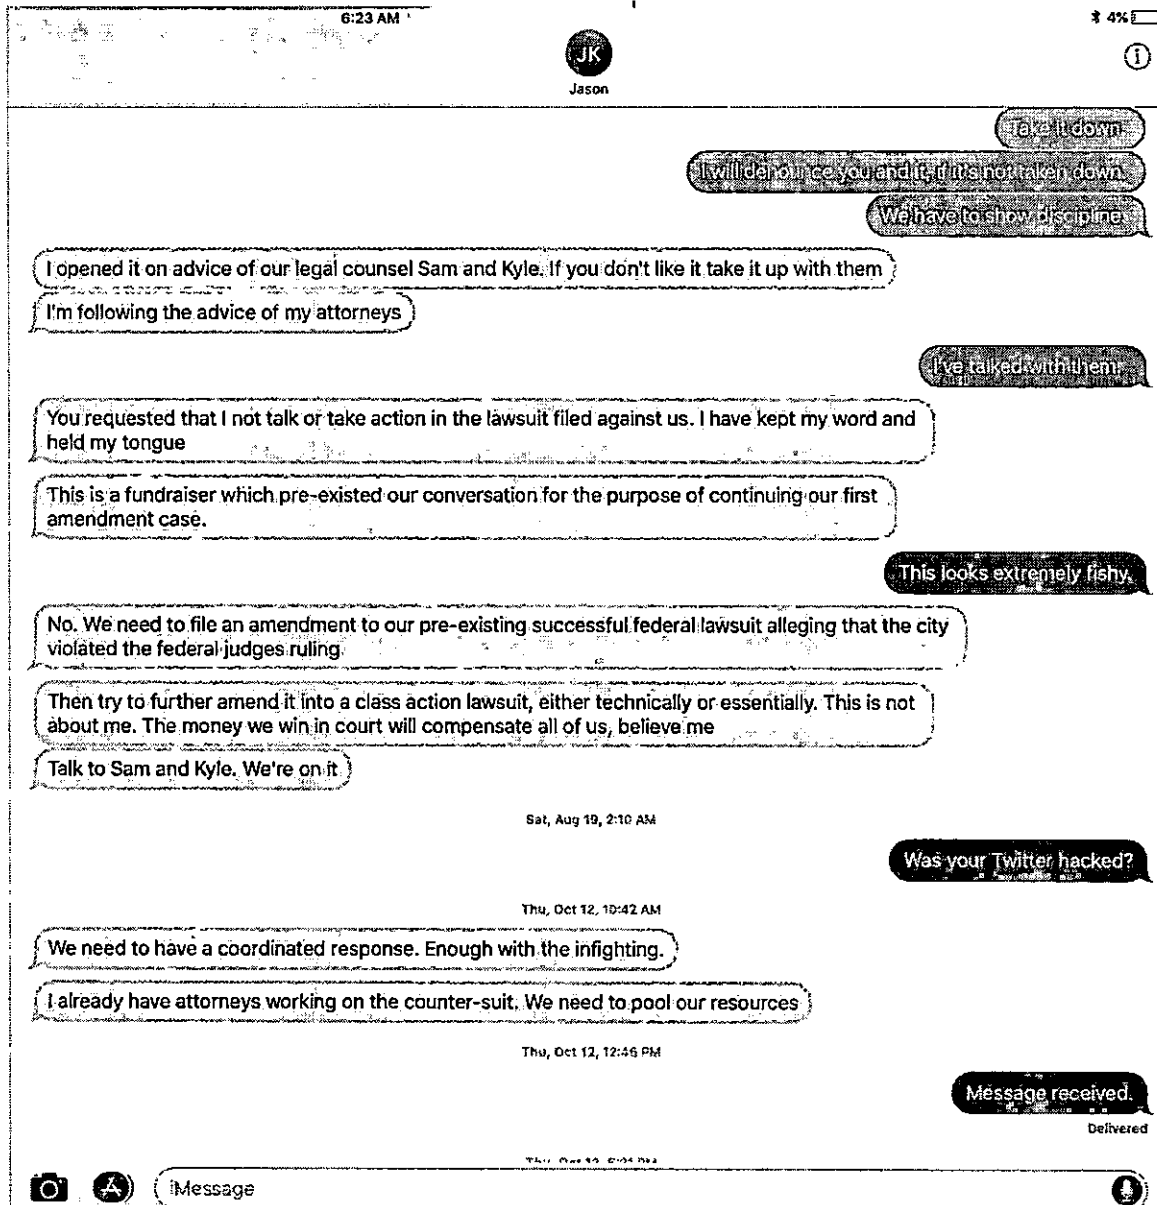 6:23 AM
4%
JK
Jason
Take it down.
I will denounce you and it, if it's not taken down.
We have to show discipline.
I opened it on advice of our legal counsel Sam and Kyle. If you don't like it take it up with them
I'm following the advice of my attorneys
I've talked with them.
You requested that I not talk or take action in the lawsuit filed against us. I have kept my word and
held my tongue
This is a fundraiser which pre-existed our conversation for the purpose of continuing our first
amendment case.
This looks extremely fishy.
No. We need to file an amendment to our pre-existing successful federal lawsuit alleging that the city
violated the federal judges ruling
Then try to further amend it into a class action lawsuit, either technically or essentially. This is not
about me. The money we win in court will compensate all of us, believe me
Talk to Sam and Kyle. We're on it
Sat, Aug 19, 2:10 AM
Was your Twitter hacked?
Thu, Oct 12, 10:42 AM
We need to have a coordinated response. Enough with the infighting.
I already have attorneys working on the counter-suit. We need to pool our resources
Thu, Oct 12, 12:46 PM
Message received.
Delivered
Thu, Oct 12,
iMessage